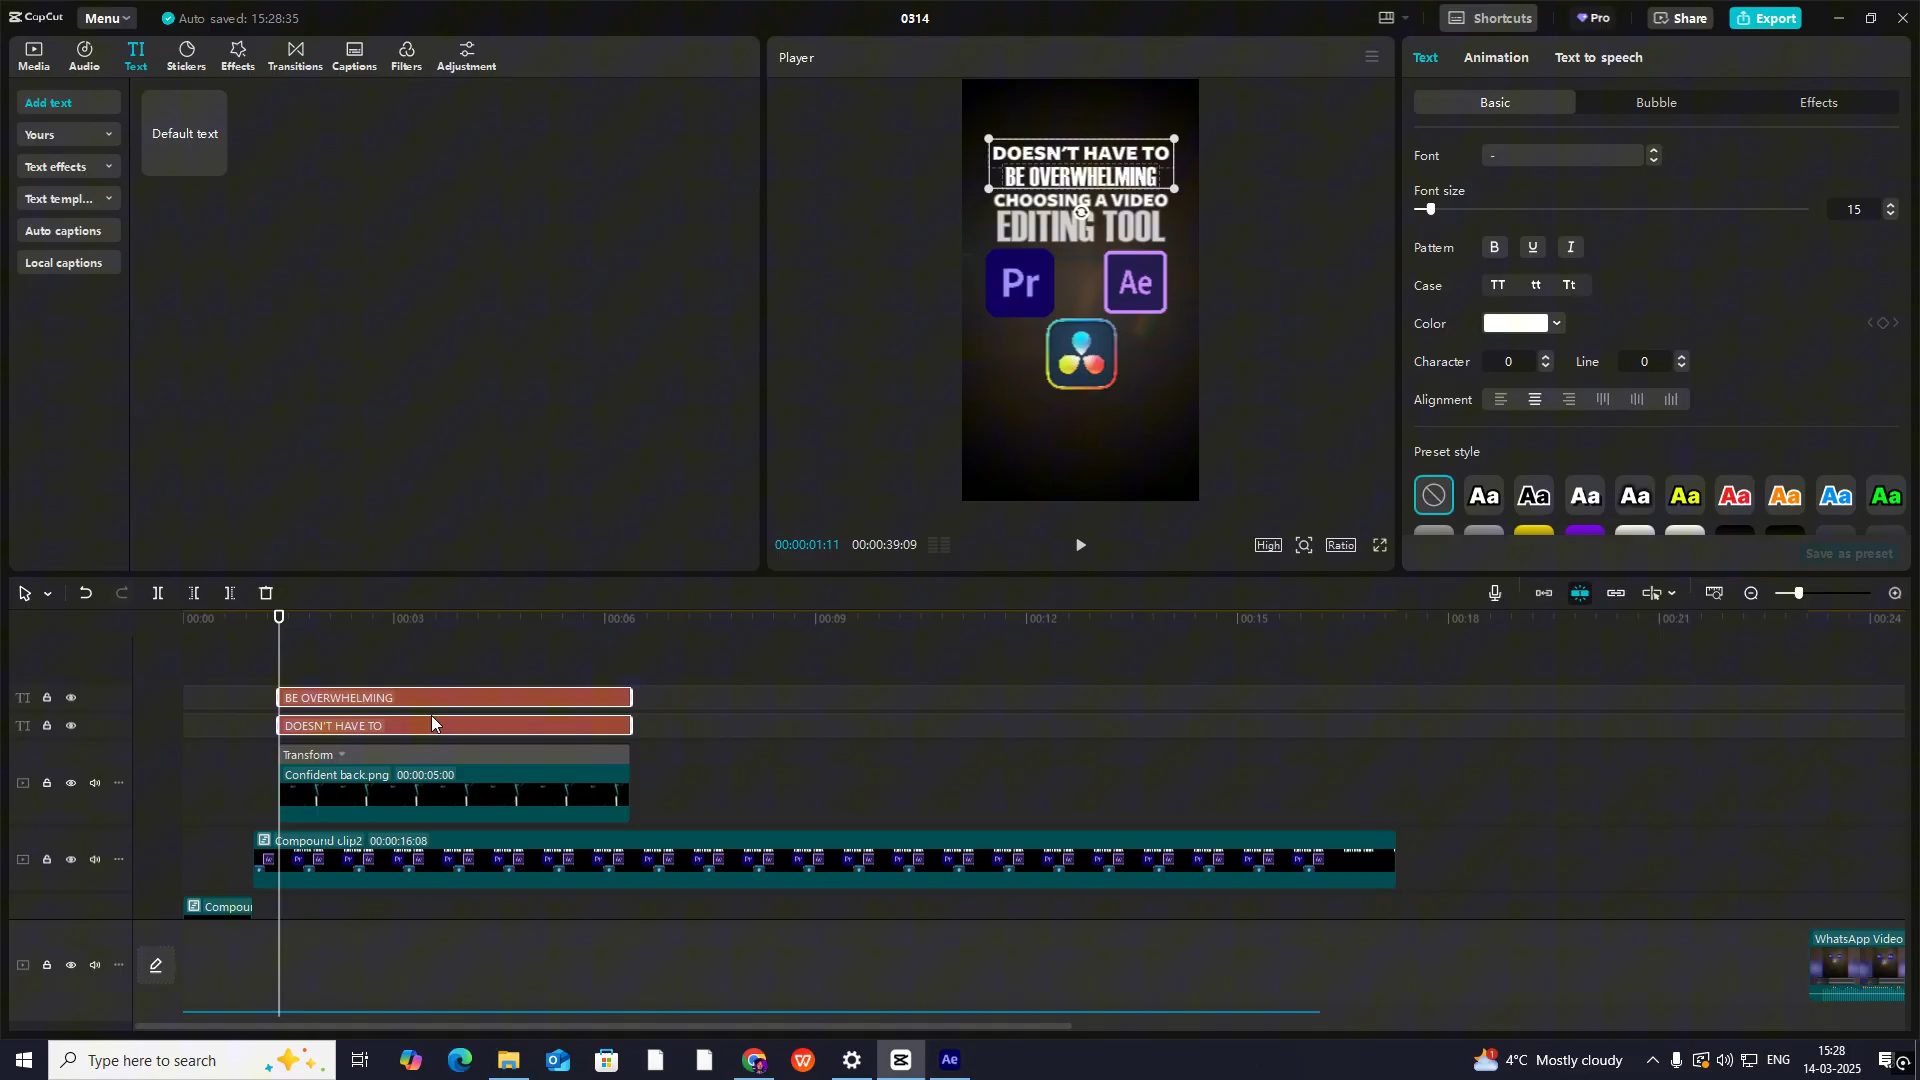 CapCut
Menu
Auto saved: 15:28:35
0314
Shortcuts
Pro
Share
Export
Media
Audio
TI
Text
Stickers
Effects
Transitions
Captions
Filters
Adjustment
Add text
Yours
Text effects
Text templ...
Auto captions
Local captions
Default text
Player
DOESN'T HAVE TO
BE OVERWHELMING
CHOOSING A VIDEO
EDITING TOOL
Pr
Ae
00:00:01:11
00:00:39:09
High
Ratio
Text
Animation
Text to speech
Basic
Bubble
Effects
Font
-
Font size
15
Pattern
B
U
I
Case
TT
tt
Tt
Color
Character
0
Line
0
Alignment
Preset style
Aa
Aa
Aa
Aa
Aa
Aa
Aa
Aa
Aa
Save as preset
00:00
00:03
00:06
00:09
00:12
00:15
00:18
00:21
00:24
TI
BE OVERWHELMING
TI
DOESN'T HAVE TO
Transform
Confident back.png 00:00:05:00
Compound clip2 00:00:16:08
Compou
WhatsApp Video
Type here to search
Ae
1
4°C Mostly cloudy
ENG
15:28
14-03-2025